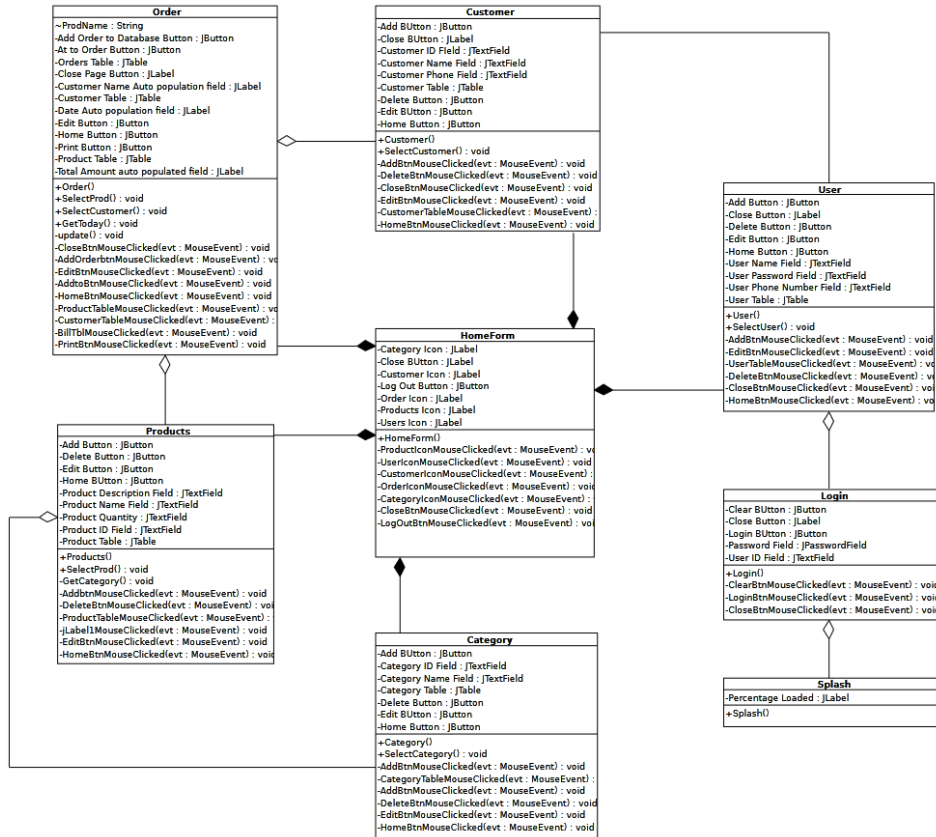 Order
~ProdName : String
-Add Order to Database Button : JButton
-At to Order Button : JButton
-Orders Table : JTable
-Close Page Button : JLabel
-Customer Name Auto population field : JLabel
-Customer Table : JTable
-Date Auto population field : JLabel
-Edit Button : JButton
-Home Button : JButton
-Print Button : JButton
-Product Table : JTable
-Total Amount auto populated field : JLabel
+Order()
+SelectProd() : void
+SelectCustomer() : void
+GetToday() : void
-update() : void
-CloseBtnMouseClicked(evt : MouseEvent) : void
-AddOrderbtnMouseClicked(evt : MouseEvent) : vo
-EditBtnMouseClicked(evt : MouseEvent) : void
-AddtoBtnMouseClicked(evt : MouseEvent) : void
-HomeBtnMouseClicked(evt : MouseEvent) : void
-ProductTableMouseClicked(evt : MouseEvent) : v
-CustomerTableMouseClicked(evt : MouseEvent) :
-BillTblMouseClicked(evt : MouseEvent) : void
-PrintBtnMouseClicked(evt : MouseEvent) : void
Customer
-Add BUtton : JButton
-Close BUtton : JLabel
-Customer ID FIeld : JTextField
-Customer Name Field : JTextField
-Customer Phone Field : JTextField
-Customer Table : JTable
-Delete Button : JButton
-Edit BUtton : JButton
-Home Button : JButton
+Customer()
+SelectCustomer() : void
-AddBtnMouseClicked(evt : MouseEvent) : void
-DeleteBtnMouseClicked(evt : MouseEvent) : void
-CloseBtnMouseClicked(evt : MouseEvent) : void
-EditBtnMouseClicked(evt : MouseEvent) : void
-CustomerTableMouseClicked(evt : MouseEvent) :
-HomeBtnMouseClicked(evt : MouseEvent) : void
User
-Add Button : JButton
-Close Button : JLabel
-Delete Button : JButton
-Edit Button : JButton
-Home Button : JButton
-User Name Field : JTextField
-User Password Field : JTextField
-User Phone Number Field : JTextField
-User Table : JTable
+User()
+SelectUser() : void
-AddBtnMouseClicked(evt : MouseEvent) : void
-EditBtnMouseClicked(evt : MouseEvent) : void
-UserTableMouseClicked(evt : MouseEvent) : vo
-DeleteBtnMouseClicked(evt : MouseEvent) : vo
-CloseBtnMouseClicked(evt : MouseEvent) : voi
-HomeBtnMouseClicked(evt : MouseEvent) : vo
HomeForm
-Category Icon : JLabel
-Close BUtton : JLabel
-Customer Icon : JLabel
-Log Out Button : JButton
-Order Icon : JLabel
-Products Icon : JLabel
-Users Icon : JLabel
+HomeForm()
-ProductIconMouseClicked(evt : MouseEvent) : vo
-UserIconMouseClicked(evt : MouseEvent) : void
-CustomerIconMouseClicked(evt : MouseEvent) : v
-OrderIconMouseClicked(evt : MouseEvent) : void
-CategoryIconMouseClicked(evt : MouseEvent) : v
-CloseBtnMouseClicked(evt : MouseEvent) : void
-LogOutBtnMouseClicked(evt : MouseEvent) : voi
Products
-Add Button : JButton
-Delete Button : JButton
-Edit Button : JButton
-Home BUtton : JButton
-Product Description Field : JTextField
-Product Name Field : JTextField
-Product Quantity : JTextField
-Product ID Field : JTextField
-Product Table : JTable
+Products()
+SelectProd() : void
-GetCategory() : void
-AddbtnMouseClicked(evt : MouseEvent) : void
-DeleteBtnMouseClicked(evt : MouseEvent) : voi
-ProductTableMouseClicked(evt : MouseEvent) :
-jLabel1MouseClicked(evt : MouseEvent) : void
-EditBtnMouseClicked(evt : MouseEvent) : void
-HomeBtnMouseClicked(evt : MouseEvent) : voi
Login
-Clear BUtton : JButton
-Close Button : JLabel
-Login BUtton : JButton
-Password Field : JPasswordField
-User ID Field : JTextField
+Login()
-ClearBtnMouseClicked(evt : MouseEvent) : void
-LoginBtnMouseClicked(evt : MouseEvent) : void
-CloseBtnMouseClicked(evt : MouseEvent) : void
Category
-Add BUtton : JButton
-Category ID Field : JTextField
-Category Name Field : JTextField
-Category Table : JTable
-Delete Button : JButton
-Edit BUtton : JButton
-Home Button : JButton
+Category()
+SelectCategory() : void
-AddBtnMouseClicked(evt : MouseEvent) : void
-CategoryTableMouseClicked(evt : MouseEvent) :
-AddBtnMouseClicked(evt : MouseEvent) : void
-DeleteBtnMouseClicked(evt : MouseEvent) : void
-EditBtnMouseClicked(evt : MouseEvent) : void
-HomeBtnMouseClicked(evt : MouseEvent) : void
Splash
-Percentage Loaded : JLabel
+Splash()